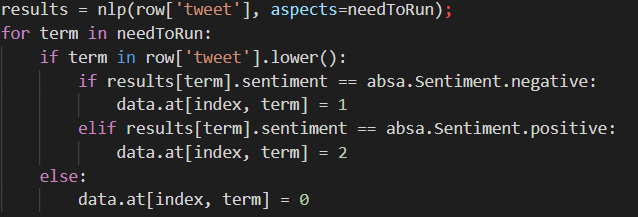 results = nlp(row['tweet'], aspects=needToRun);
for term in needToRun:
    if term in row['tweet'].lower():
        if results[term].sentiment == absa.Sentiment.negative:
            data.at[index, term] = 1
        elif results[term].sentiment == absa.Sentiment.positive:
            data.at[index, term] = 2
    else:
        data.at[index, term] = 0